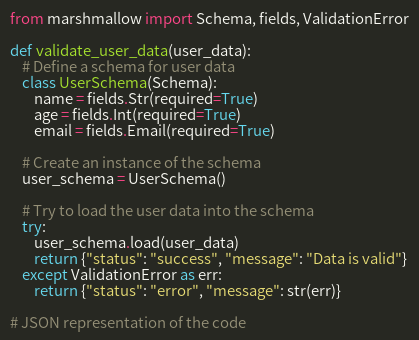 from marshmallow import Schema, fields, ValidationError

def validate_user_data(user_data):
    # Define a schema for user data
    class UserSchema(Schema):
        name = fields.Str(required=True)
        age = fields.Int(required=True)
        email = fields.Email(required=True)

    # Create an instance of the schema
    user_schema = UserSchema()

    # Try to load the user data into the schema
    try:
        user_schema.load(user_data)
        return {"status": "success", "message": "Data is valid"}
    except ValidationError as err:
        return {"status": "error", "message": str(err)}

# JSON representation of the code